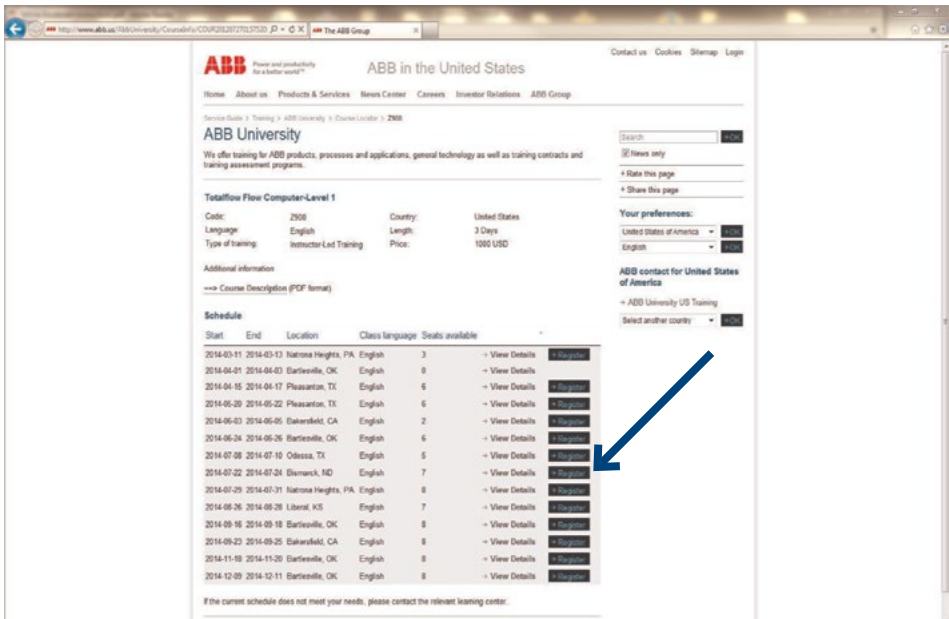 http://www.abb.us/AbbUniversity/CourseInfo/
The ABB Group
Contact us Cookies Sitemap Login
ABB
Power and productivity
for a better world™
ABB in the United States
Home About us Products & Services News Center Careers Investor Relations ABB Group
Service Guide > Training > ABB University > Course Locator > Z908
ABB University
We offer training for ABB products, processes and applications, general technology as well as training contracts and
training assessment programs.
Search OK
News only
+ Rate this page
+ Share this page
Totalflow Flow Computer-Level 1
Code: Z908 Country: United States
Language: English Length: 3 Days
Type of training: Instructor-Led Training Price: 1000 USD
Your preferences:
United States of America OK
English OK
Additional information
==> Course Description (PDF format)
ABB contact for United States
of America
→ ABB University US Training
Select another country OK
Schedule
Start End Location Class language Seats available
2014-03-11 2014-03-13 Natrona Heights, PA English 3 → View Details → Register
2014-04-01 2014-04-03 Bartlesville, OK English 0 → View Details
2014-04-15 2014-04-17 Pleasanton, TX English 6 → View Details → Register
2014-05-20 2014-05-22 Pleasanton, TX English 6 → View Details → Register
2014-06-03 2014-06-05 Bakersfield, CA English 2 → View Details → Register
2014-06-24 2014-06-26 Bartlesville, OK English 6 → View Details → Register
2014-07-08 2014-07-10 Odessa, TX English 5 → View Details → Register
2014-07-22 2014-07-24 Bismarck, ND English 7 → View Details → Register
2014-07-29 2014-07-31 Natrona Heights, PA English 8 → View Details → Register
2014-08-26 2014-08-28 Liberal, KS English 7 → View Details → Register
2014-09-16 2014-09-18 Bartlesville, OK English 8 → View Details → Register
2014-09-23 2014-09-25 Bakersfield, CA English 8 → View Details → Register
2014-11-18 2014-11-20 Bartlesville, OK English 8 → View Details → Register
2014-12-09 2014-12-11 Bartlesville, OK English 8 → View Details → Register
If the current schedule does not meet your needs, please contact the relevant learning center.